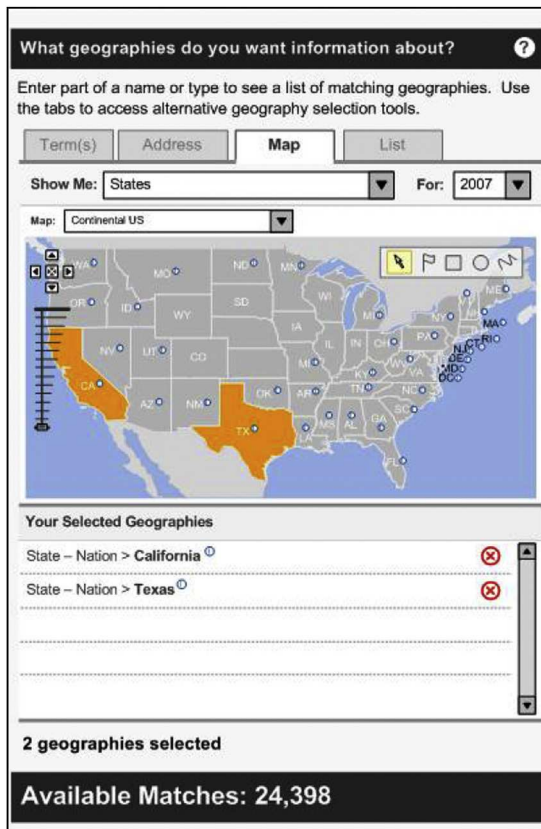 What geographies do you want information about? ?
Enter part of a name or type to see a list of matching geographies. Use
the tabs to access alternative geography selection tools.
Term(s) Address Map List
Show Me: States For: 2007
Map: Continental US
WA MO ND MN ME
OR ID WY SD WI MI VT NY MA
IA PA CT RI
NV UT CO IL IN OH NJ DE
CA MI KY WV VA MD DC
AZ NM OK AR TN NC
TX LA MS AL GA SC
FL
Your Selected Geographies
State – Nation > California
State – Nation > Texas
2 geographies selected
Available Matches: 24,398